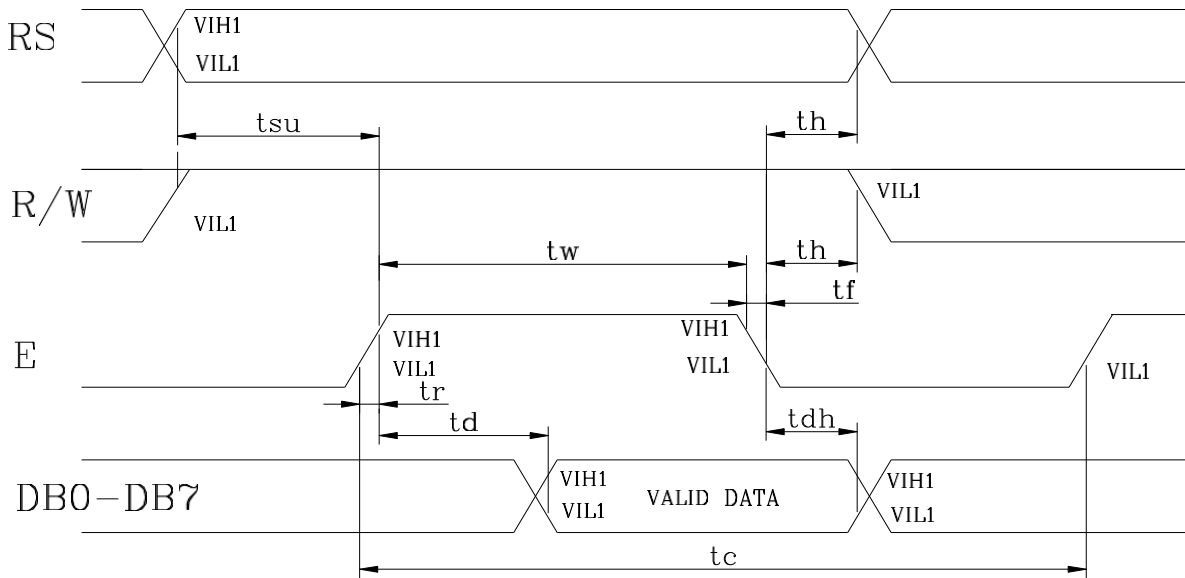 RS
VIH1
VIL1
tsu
th
R/W
VIL1
VIL1
tw
th
tf
E
VIH1
VIL1
VIH1
VIL1
VIL1
tr
td
tdh
DB0-DB7
VIH1
VIL1
VALID DATA
VIH1
VIL1
tc